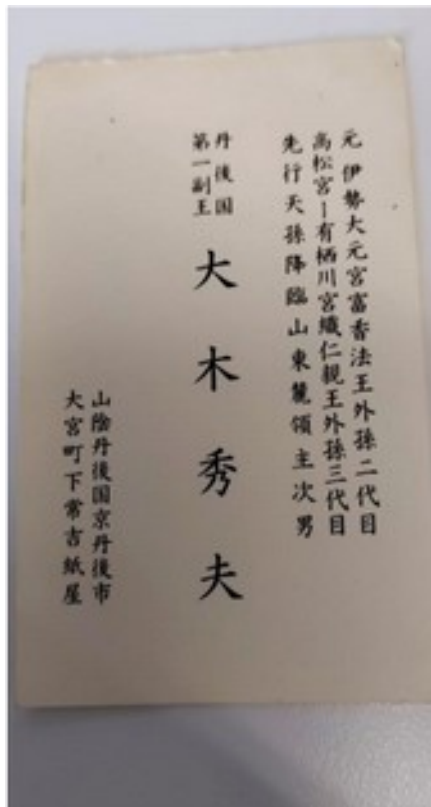 元 伊勢大元宮富香法王外孫二代目
高松宮ー有栖川宮織仁親王外孫三代目
先行天孫降臨山東麓領主次男
丹後国
第一副王
大木秀夫
山陰丹後国京丹後市
大宮町下常吉紙屋